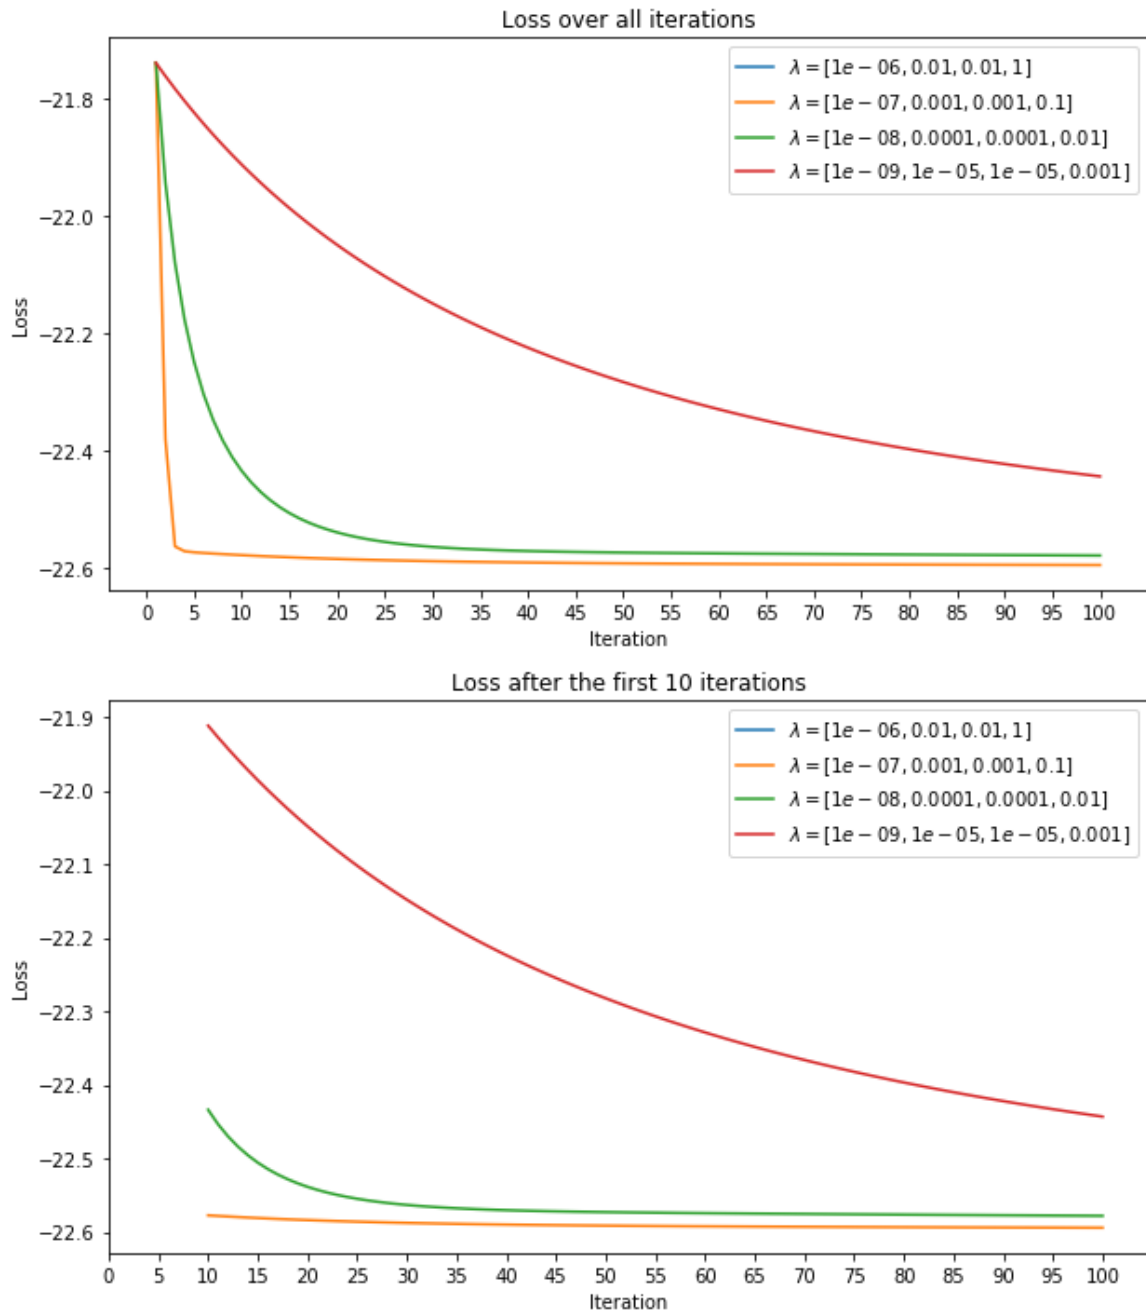 Loss over all iterations
λ = [1e − 06, 0.01, 0.01, 1]
λ = [1e − 07, 0.001, 0.001, 0.1]
λ = [1e − 08, 0.0001, 0.0001, 0.01]
λ = [1e − 09, 1e − 05, 1e − 05, 0.001]
−21.8
−22.0
−22.2
−22.4
−22.6
Loss
0 5 10 15 20 25 30 35 40 45 50 55 60 65 70 75 80 85 90 95 100
Iteration
Loss after the first 10 iterations
λ = [1e − 06, 0.01, 0.01, 1]
λ = [1e − 07, 0.001, 0.001, 0.1]
λ = [1e − 08, 0.0001, 0.0001, 0.01]
λ = [1e − 09, 1e − 05, 1e − 05, 0.001]
−21.9
−22.0
−22.1
−22.2
−22.3
−22.4
−22.5
−22.6
Loss
0 5 10 15 20 25 30 35 40 45 50 55 60 65 70 75 80 85 90 95 100
Iteration